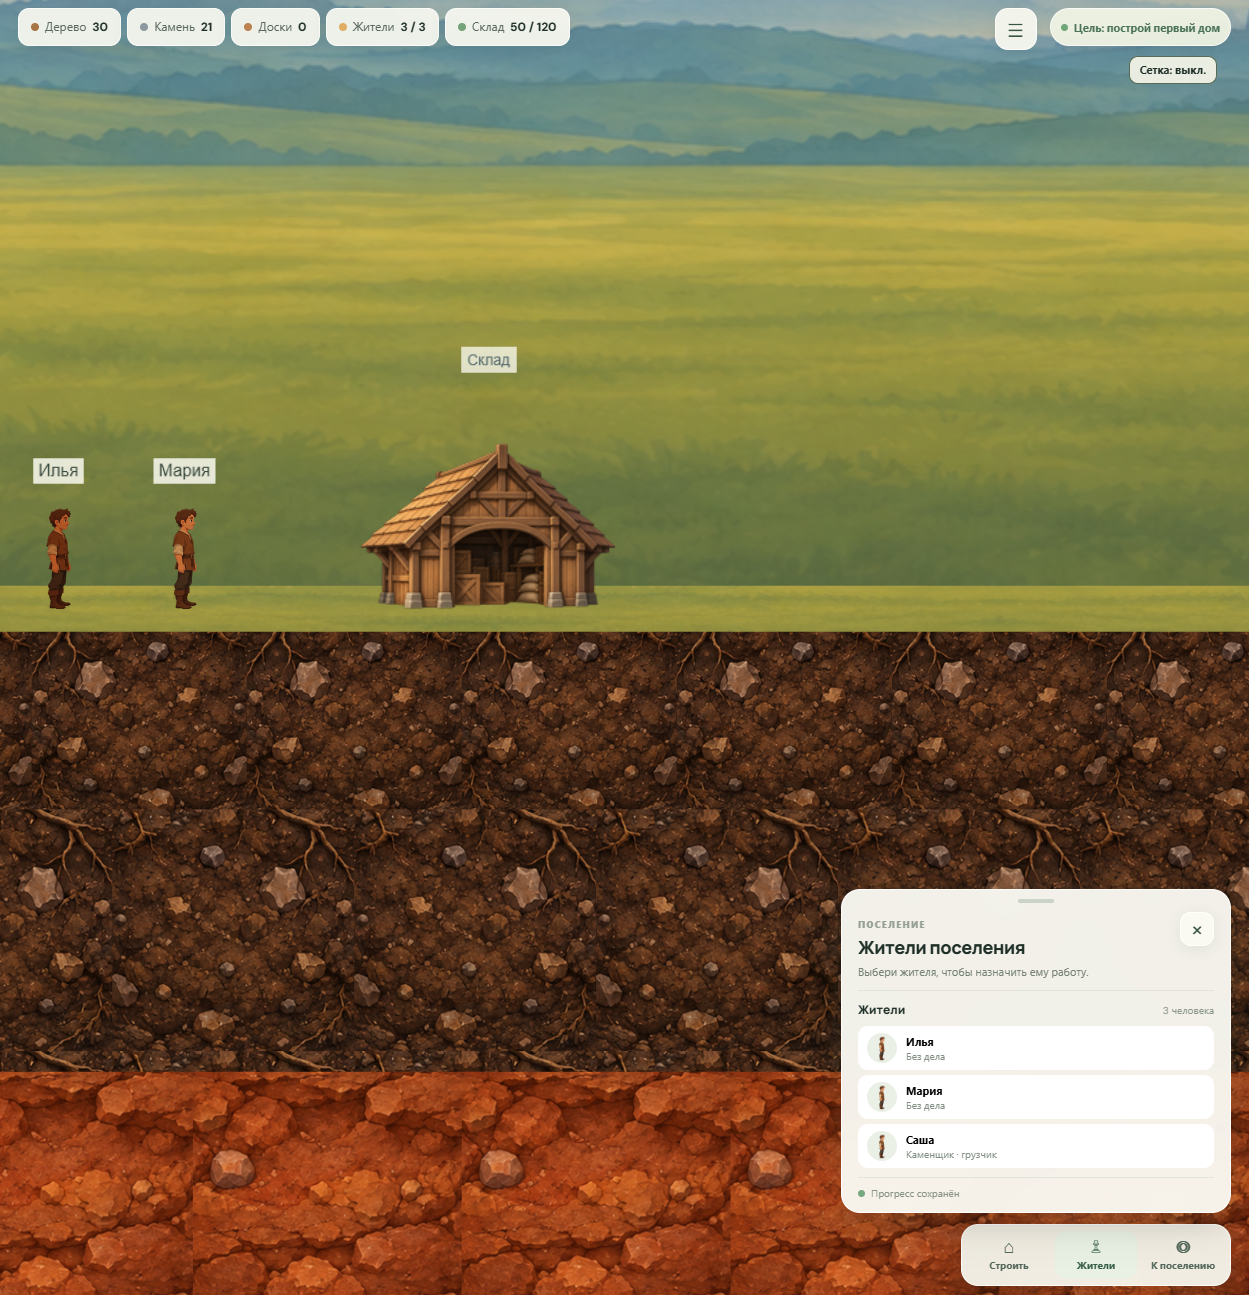 Дерево 30
Камень 21
Доски 0
Жители 3 / 3
Склад 50 / 120
Цель: построй первый дом
Сетка: выкл.
Склад
Илья
Мария
ПОСЕЛЕНИЕ
Жители поселения
Выбери жителя, чтобы назначить ему работу.
Жители
3 человека
Илья
Без дела
Мария
Без дела
Саша
Каменщик · грузчик
Прогресс сохранён
Строить
Жители
К поселению